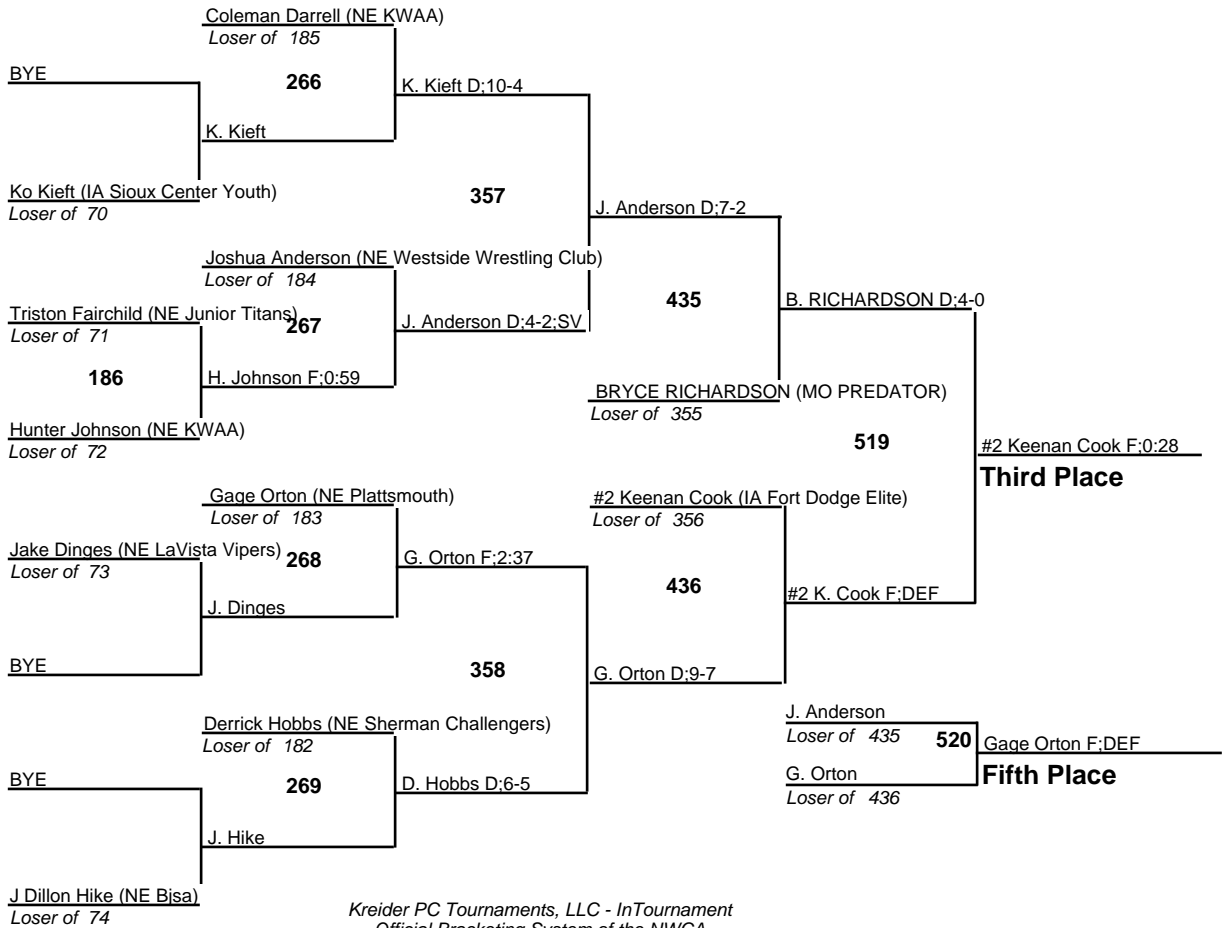 Coleman Darrell (NE KWAA)
Loser of 185
BYE
266
K. Kieft D;10-4
K. Kieft
Ko Kieft (IA Sioux Center Youth)
Loser of 70
357
J. Anderson D;7-2
Joshua Anderson (NE Westside Wrestling Club)
Loser of 184
Triston Fairchild (NE Junior Titans)
Loser of 71
267
J. Anderson D;4-2;SV
435
B. RICHARDSON D;4-0
186
H. Johnson F;0:59
BRYCE RICHARDSON (MO PREDATOR)
Loser of 355
Hunter Johnson (NE KWAA)
Loser of 72
519
#2 Keenan Cook F;0:28
Third Place
Gage Orton (NE Plattsmouth)
Loser of 183
#2 Keenan Cook (IA Fort Dodge Elite)
Loser of 356
Jake Dinges (NE LaVista Vipers)
Loser of 73
268
G. Orton F;2:37
436
#2 K. Cook F;DEF
J. Dinges
BYE
358
G. Orton D;9-7
Derrick Hobbs (NE Sherman Challengers)
Loser of 182
J. Anderson
Loser of 435
520
Gage Orton F;DEF
Fifth Place
G. Orton
Loser of 436
BYE
269
D. Hobbs D;6-5
J. Hike
J Dillon Hike (NE Bjsa)
Loser of 74
Kreider PC Tournaments, LLC - InTournament
Official Bracketing System of the NWCA